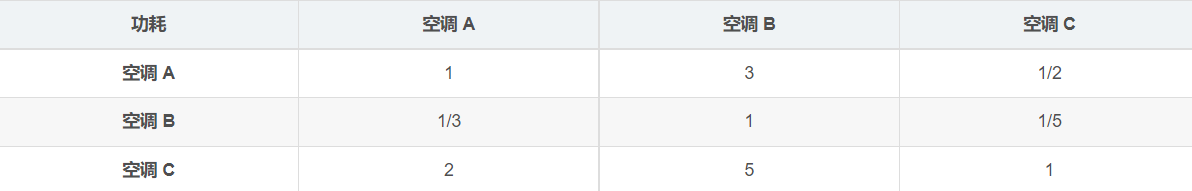 功耗 空调 A 空调 B 空调 C
空调 A 1 3 1/2
空调 B 1/3 1 1/5
空调 C 2 5 1